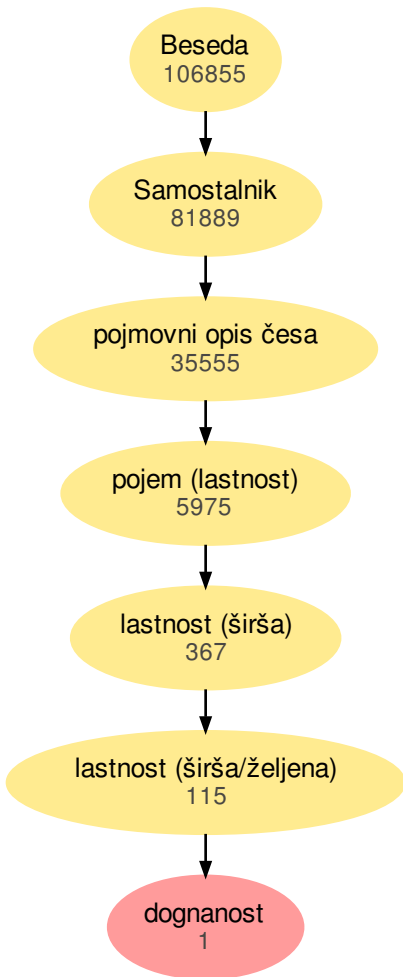 Beseda
106855
Samostalnik
81889
pojmovni opis česa
35555
pojem (lastnost)
5975
lastnost (širša)
367
lastnost (širša/željena)
115
dognanost
1